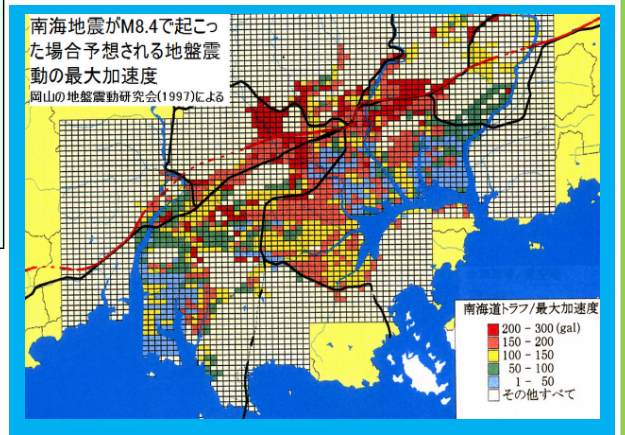 南海地震がM8.4で起こっ
た場合予想される地盤震
動の最大加速度
岡山の地盤震動研究会(1997)による
南海道トラフ/最大加速度
200 - 300 (gal)
150 - 200
100 - 150
50 - 100
1 - 50
その他すべて